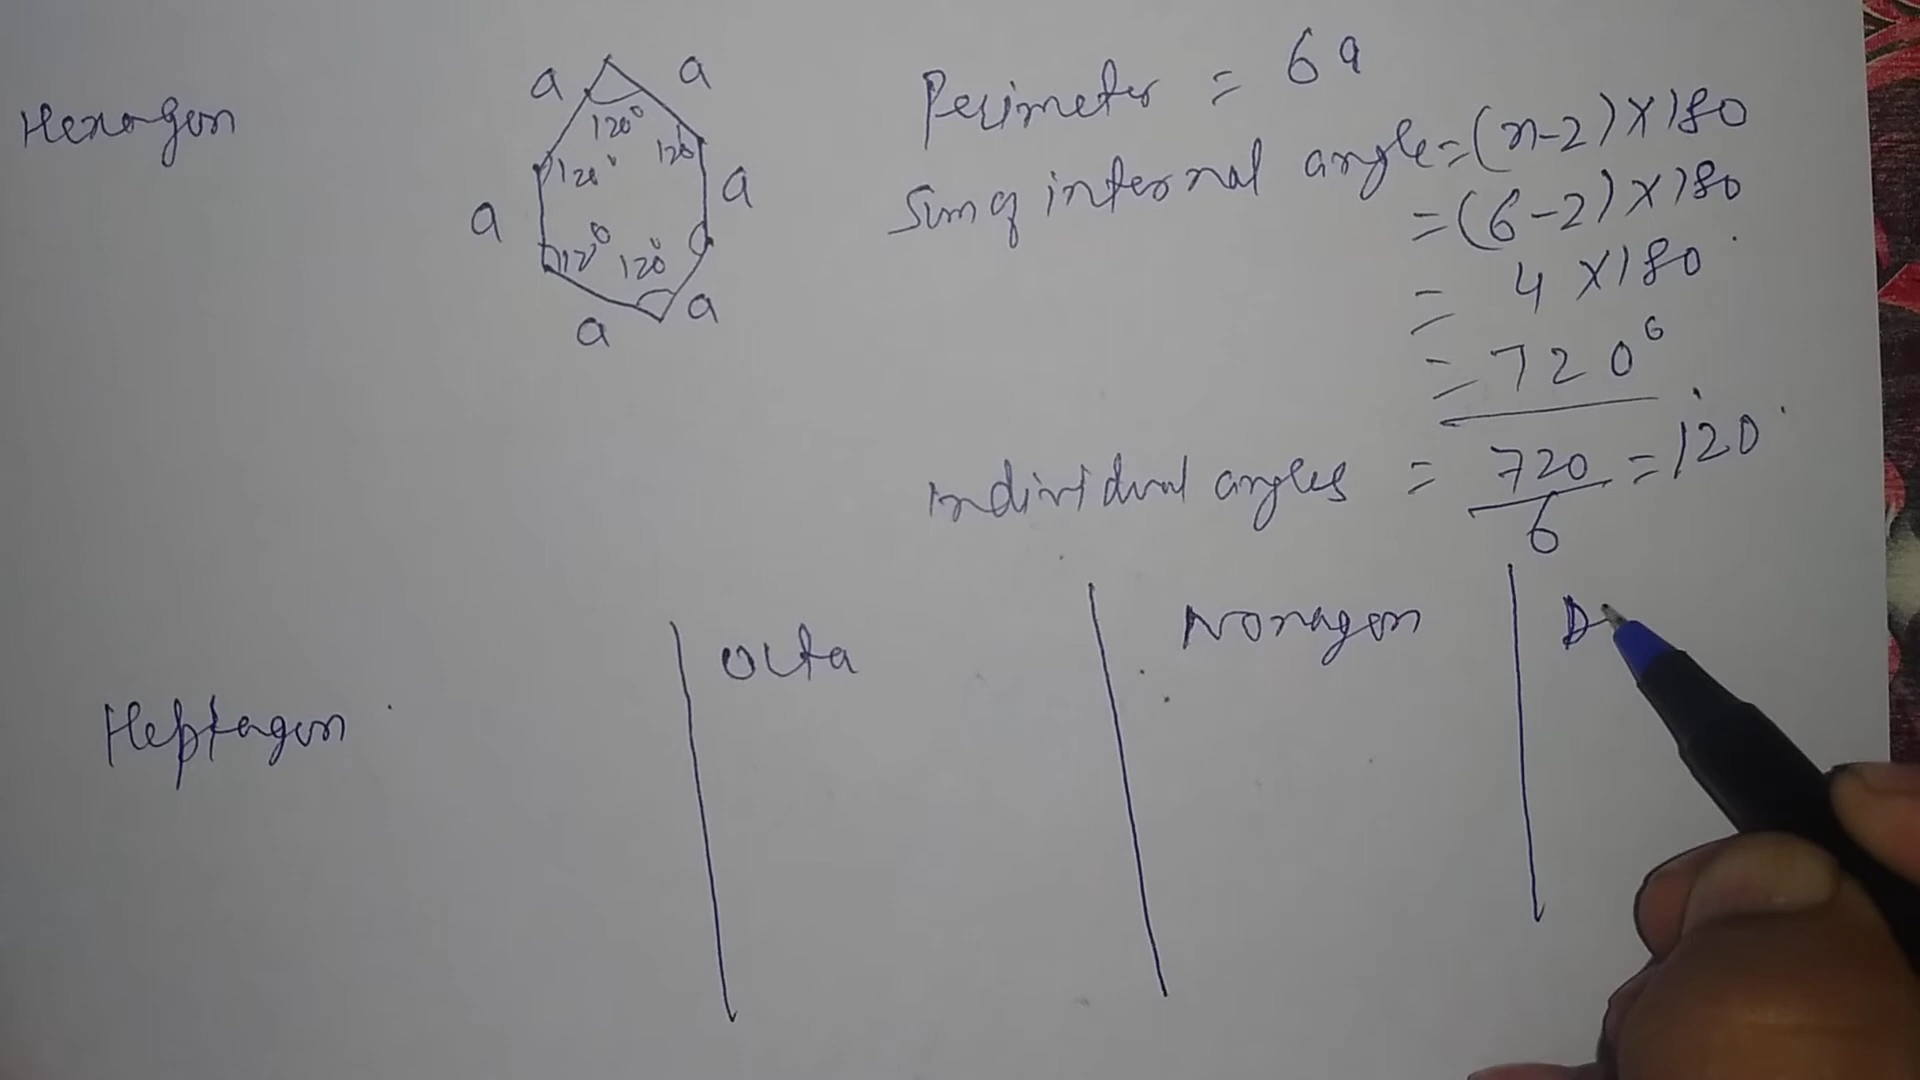 Hexagon
a a
120°
120° 120
a a
120° 120°
a a
Perimeter = 6a
Sum of internal angle = (n-2) X 180
= (6-2) X 180
= 4 X 180
= 720°
individual angles = 720/6 = 120
Heptagon
Octa
Nonagon
D